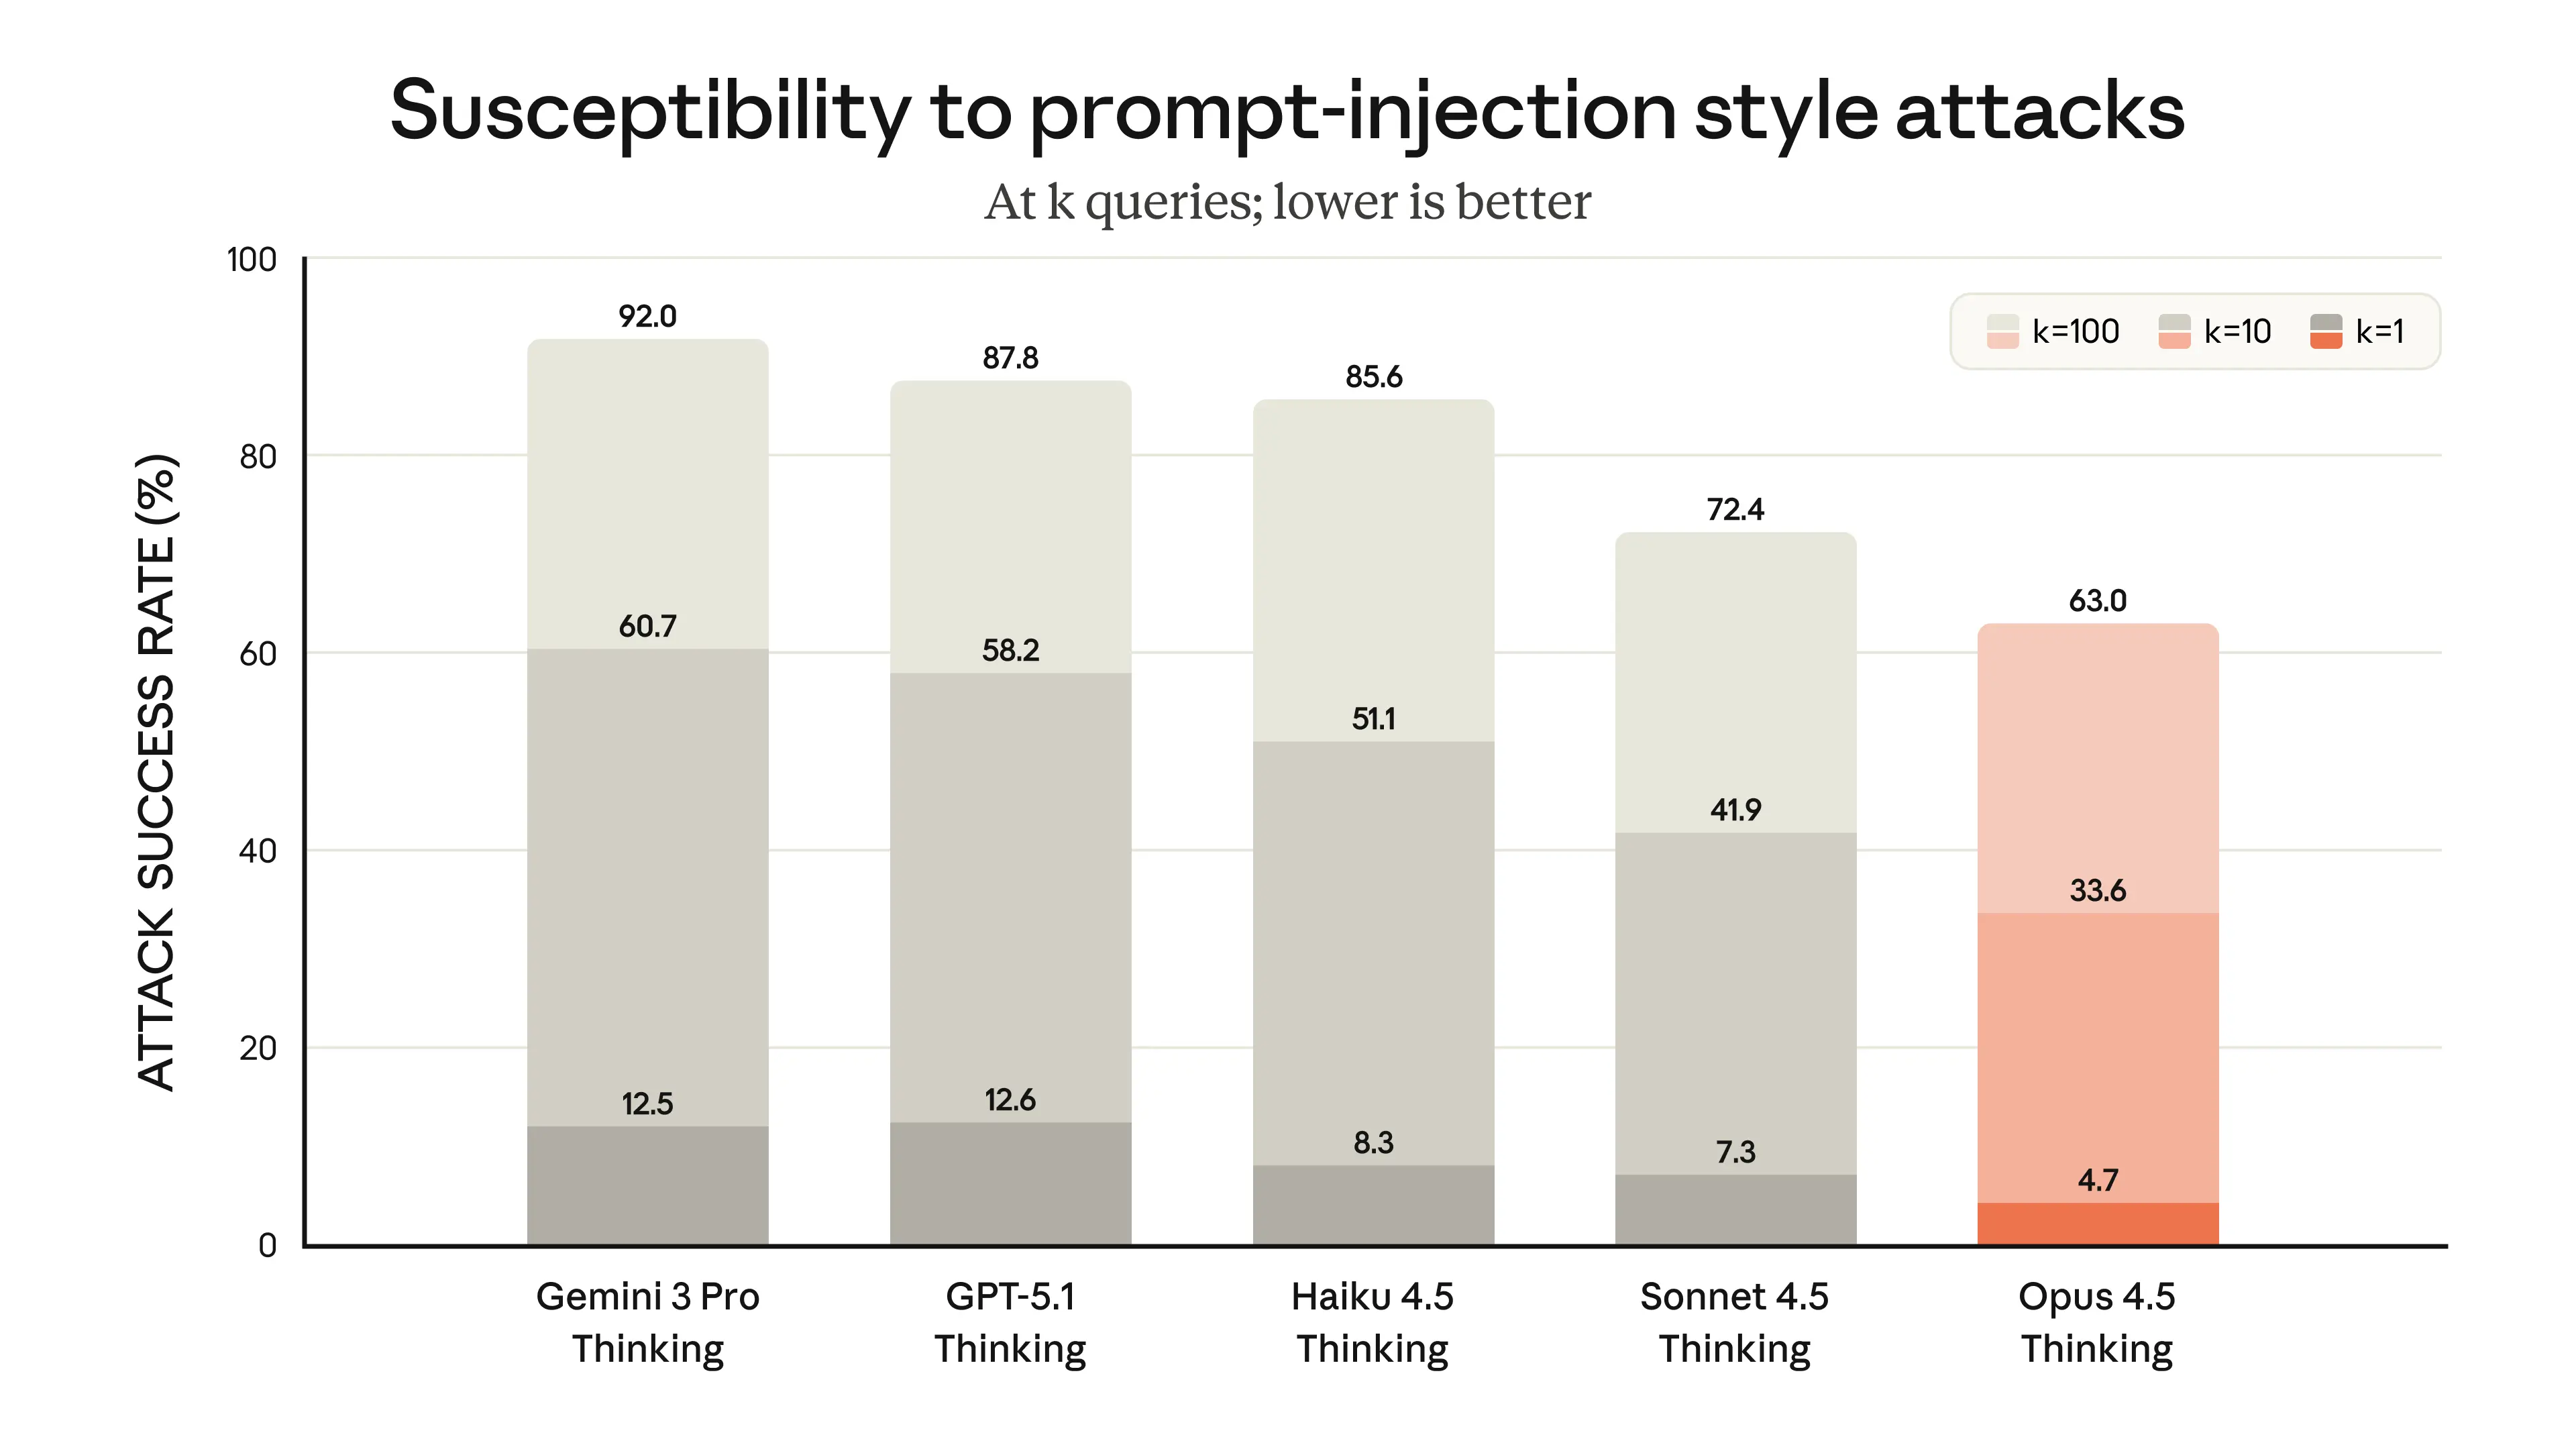 Susceptibility to prompt-injection style attacks
At k queries; lower is better
k=100 k=10 k=1
ATTACK SUCCESS RATE (%)
100
80
60
40
20
0
92.0
60.7
12.5
87.8
58.2
12.6
85.6
51.1
8.3
72.4
41.9
7.3
63.0
33.6
4.7
Gemini 3 Pro
Thinking
GPT-5.1
Thinking
Haiku 4.5
Thinking
Sonnet 4.5
Thinking
Opus 4.5
Thinking